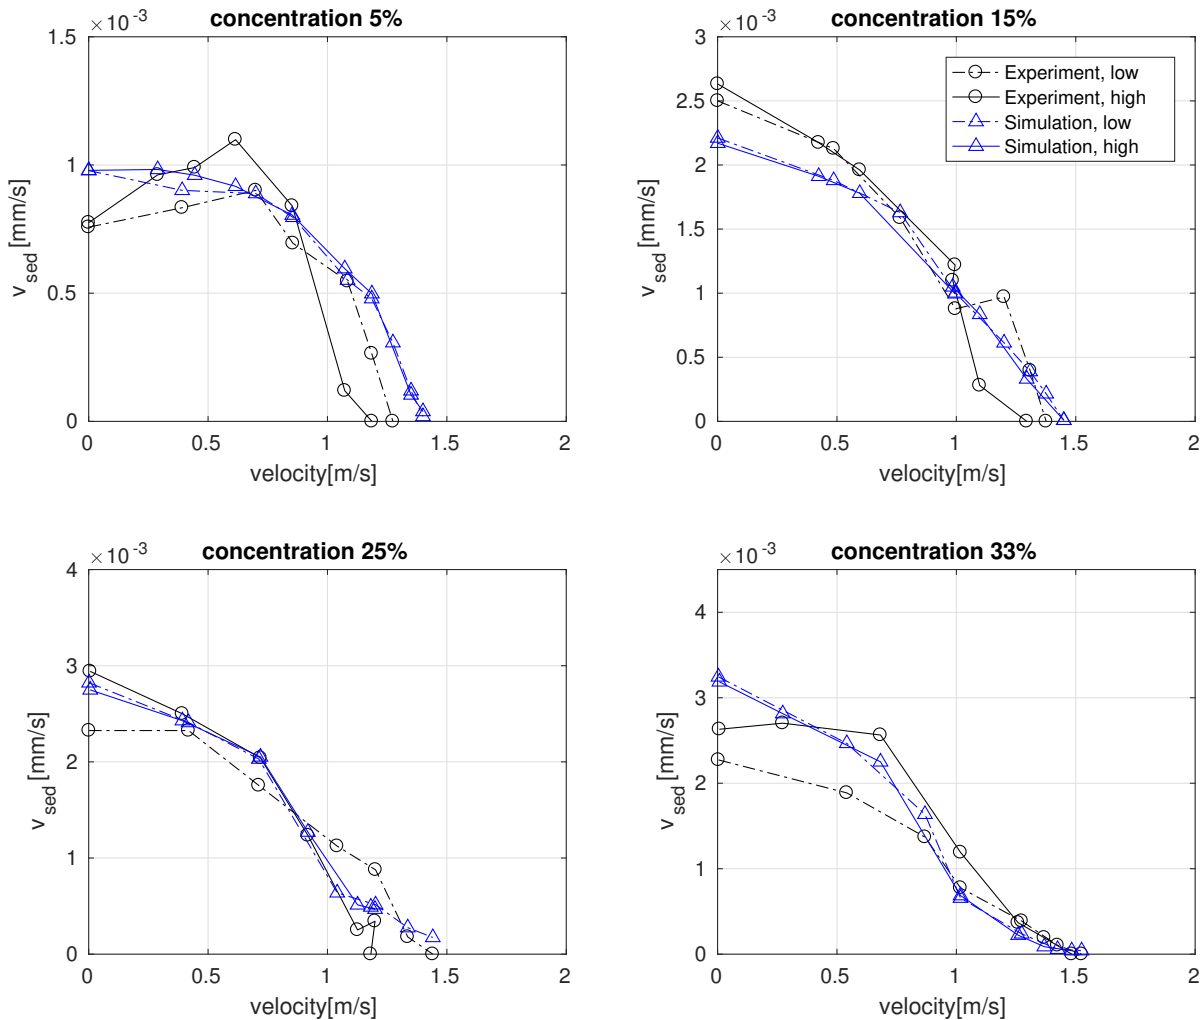 concentration 5%
×10⁻³
1.5
1
0.5
0
v sed [mm/s]
0 0.5 1 1.5 2
velocity[m/s]
concentration 15%
×10⁻³
3
2.5
2
1.5
1
0.5
0
v sed [mm/s]
0 0.5 1 1.5 2
velocity[m/s]
Experiment, low
Experiment, high
Simulation, low
Simulation, high
concentration 25%
×10⁻³
4
3
2
1
0
v sed [mm/s]
0 0.5 1 1.5 2
velocity[m/s]
concentration 33%
×10⁻³
4
3
2
1
0
v sed [mm/s]
0 0.5 1 1.5 2
velocity[m/s]